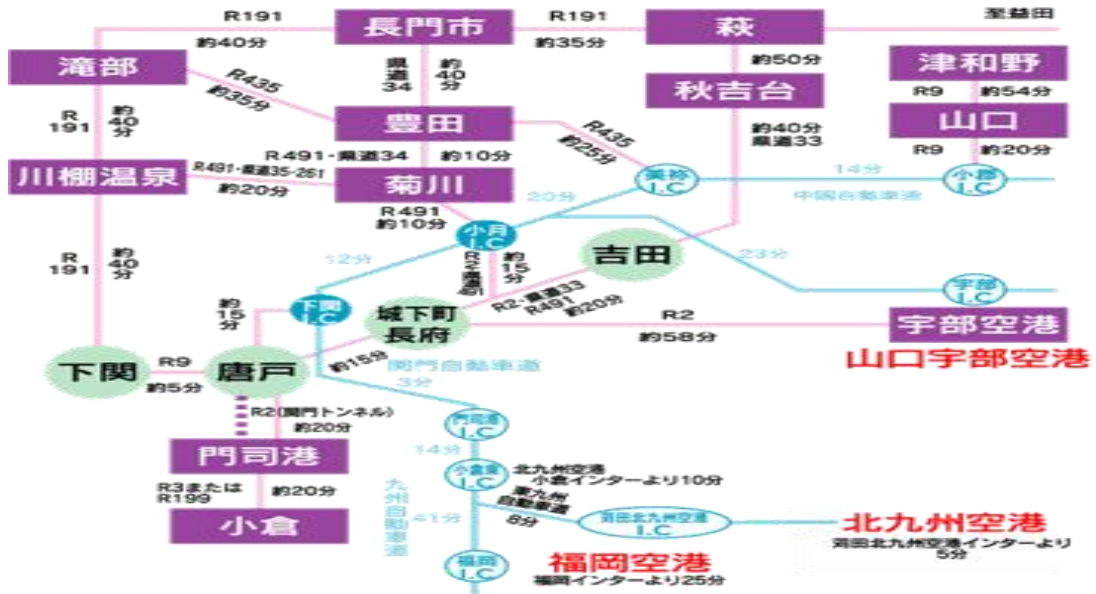 R191
約40分
長門市
R191
約35分
萩
至益田
滝部
R435
約35分
県道34
約40分
約50分
津和野
R9
約54分
秋吉台
豊田
R435
約25分
約40分
県道33
山口
R9
約20分
R191
約40分
川棚温泉
R491・県道34
約10分
R491・県道35・261
約20分
菊川
R491
約10分
20分
美祢
I.C
14分
中国自動車道
小郡
I.C
小月
I.C
吉田
R191
約40分
12分
約15分
23分
宇部
I.C
約15分
下関
I.C
城下町
長府
R2・県道33
R491
約20分
R2
約58分
宇部空港
山口宇部空港
下関
R9
約5分
唐戸
約15分
関門自動車道
3分
R2(関門トンネル)
約20分
門司港
I.C
門司港
14分
小倉東
I.C
北九州空港
小倉インターより10分
R3または
R199
約20分
小倉
九州自動車道
41分
東九州
自動車道
8分
苅田北九州空港
I.C
北九州空港
苅田北九州空港インターより
5分
福岡
I.C
福岡空港
福岡インターより25分